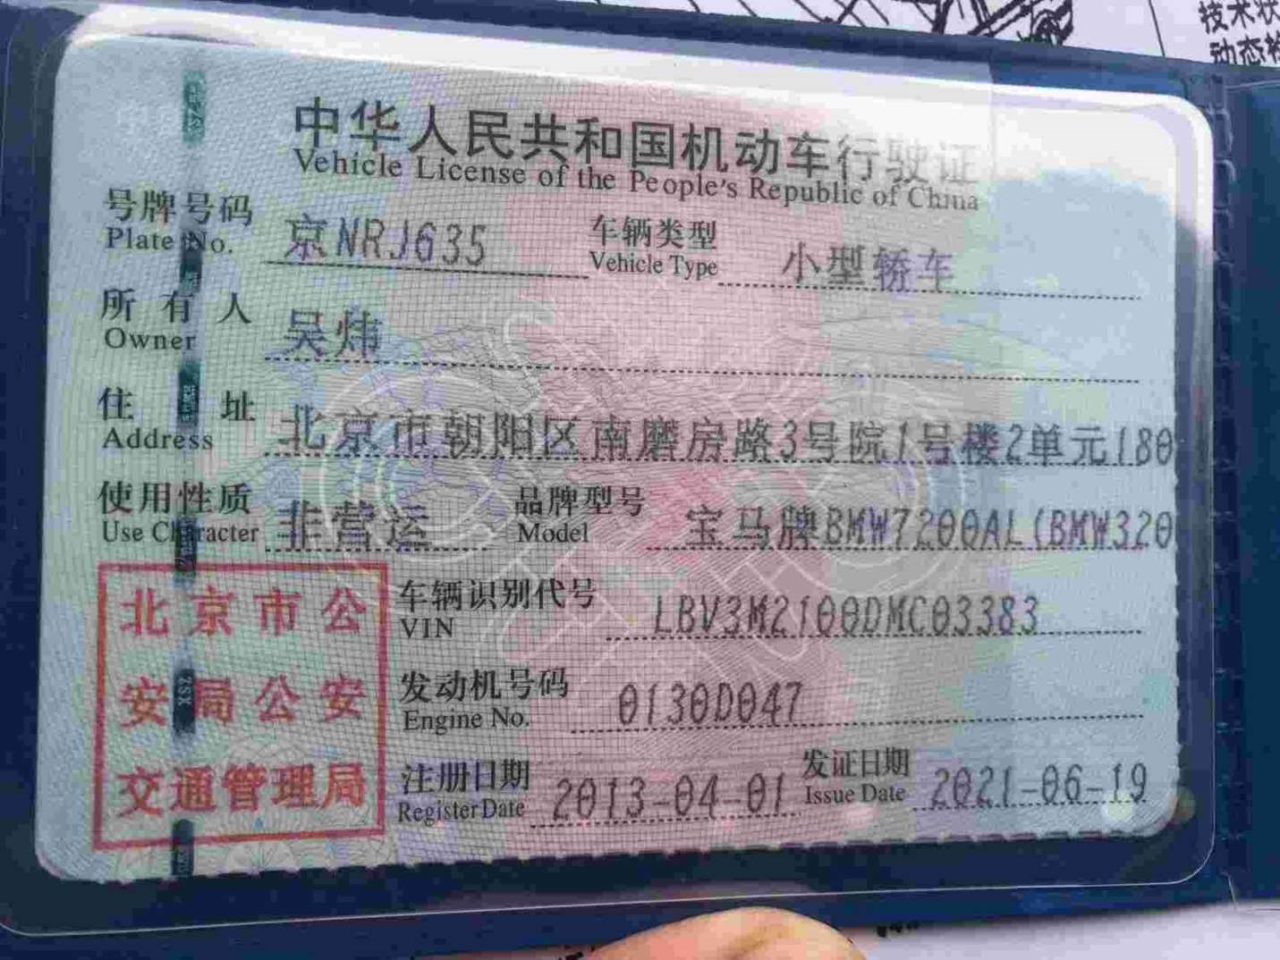 技术状
动态
中华人民共和国机动车行驶证
Vehicle License of the People's Republic of China
号牌号码 京NRJ635 车辆类型 小型轿车
Plate No. Vehicle Type
所有人 吴炜
Owner
住址 北京市朝阳区南磨房路3号院1号楼2单元180
Address
使用性质 非营运 品牌型号 宝马牌BMW7200AL(BMW320
Use Character Model
北京市公
安局公安
交通管理局
车辆识别代号 LBV3M2100DMC03383
VIN
发动机号码 0130D047
Engine No.
注册日期 2013-04-01 发证日期 2021-06-19
Register Date Issue Date